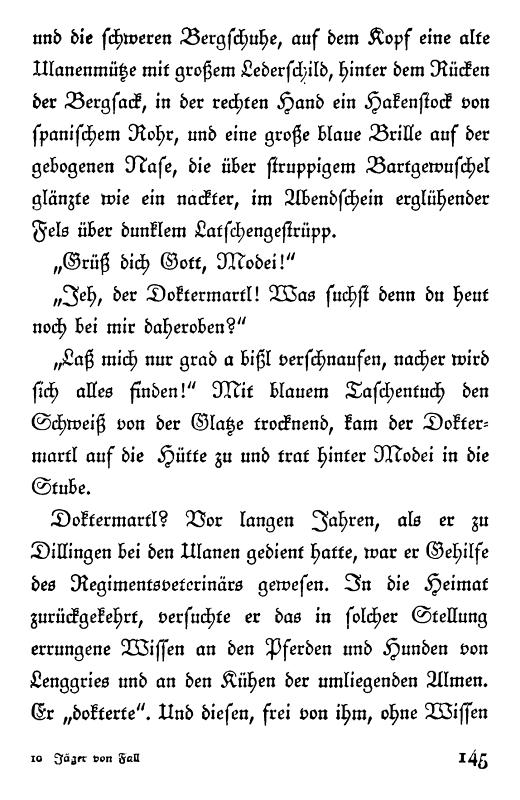 und die schweren Bergschuhe, auf dem Kopf eine alte
Ulanenmütze mit großem Lederschild, hinter dem Rücken
der Bergsack, in der rechten Hand ein Hakenstock von
spanischem Rohr, und eine große blaue Brille auf der
gebogenen Nase, die über struppigem Bartgewuschel
glänzte wie ein nackter, im Abendschein erglühender
Fels über dunklem Latschengestrüpp.
„Grüß dich Gott, Modei!“
„Jeh, der Doktermartl! Was suchst denn du heut
noch bei mir daheroben?“
„Laß mich nur grad a bißl verschnaufen, nacher wird
sich alles finden!“ Mit blauem Taschentuch den
Schweiß von der Glatze trocknend, kam der Dokter-
martl auf die Hütte zu und trat hinter Modei in die
Stube.
Doktermartl? Vor langen Jahren, als er zu
Dillingen bei den Ulanen gedient hatte, war er Gehilfe
des Regimentsveterinärs gewesen. In die Heimat
zurückgekehrt, versuchte er das in solcher Stellung
errungene Wissen an den Pferden und Hunden von
Lenggries und an den Kühen der umliegenden Almen.
Er „dokterte“. Und diesen, frei von ihm, ohne Wissen
10 Jäger von Fall 145